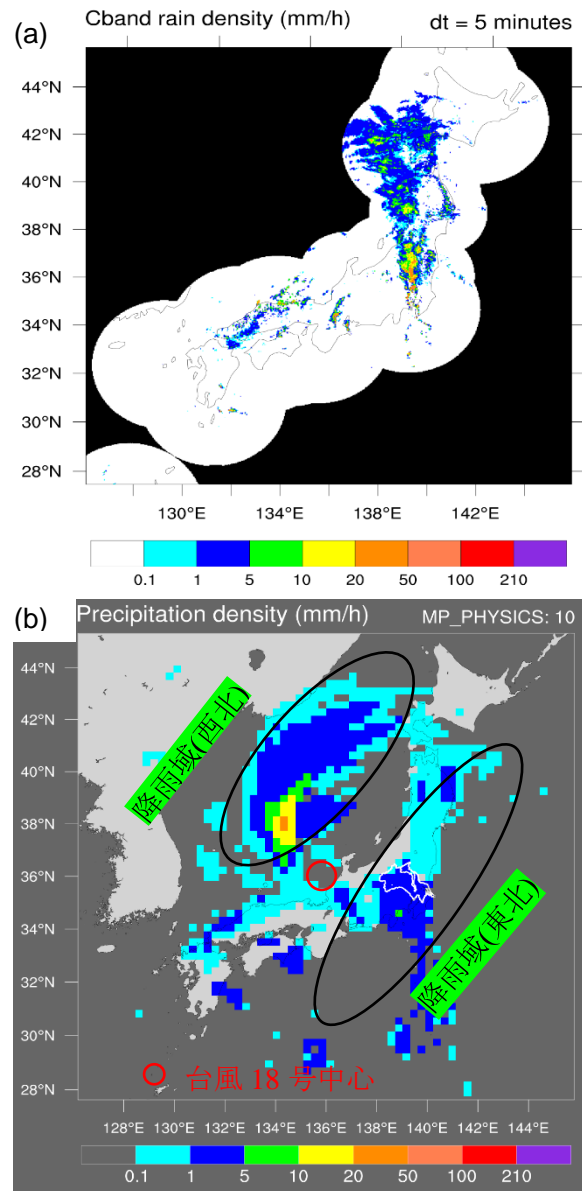 (a)
Cband rain density (mm/h) dt = 5 minutes
44°N
42°N
40°N
38°N
36°N
34°N
32°N
30°N
28°N
130°E 134°E 138°E 142°E
0.1 1 5 10 20 50 100 210
(b)
Precipitation density (mm/h) MP_PHYSICS: 10
44°N
42°N
40°N
38°N
36°N
34°N
32°N
30°N
28°N
降雨域(西北)
降雨域(東北)
台風 18 号中心
128°E 130°E 132°E 134°E 136°E 138°E 140°E 142°E 144°E
0.1 1 5 10 20 50 100 210